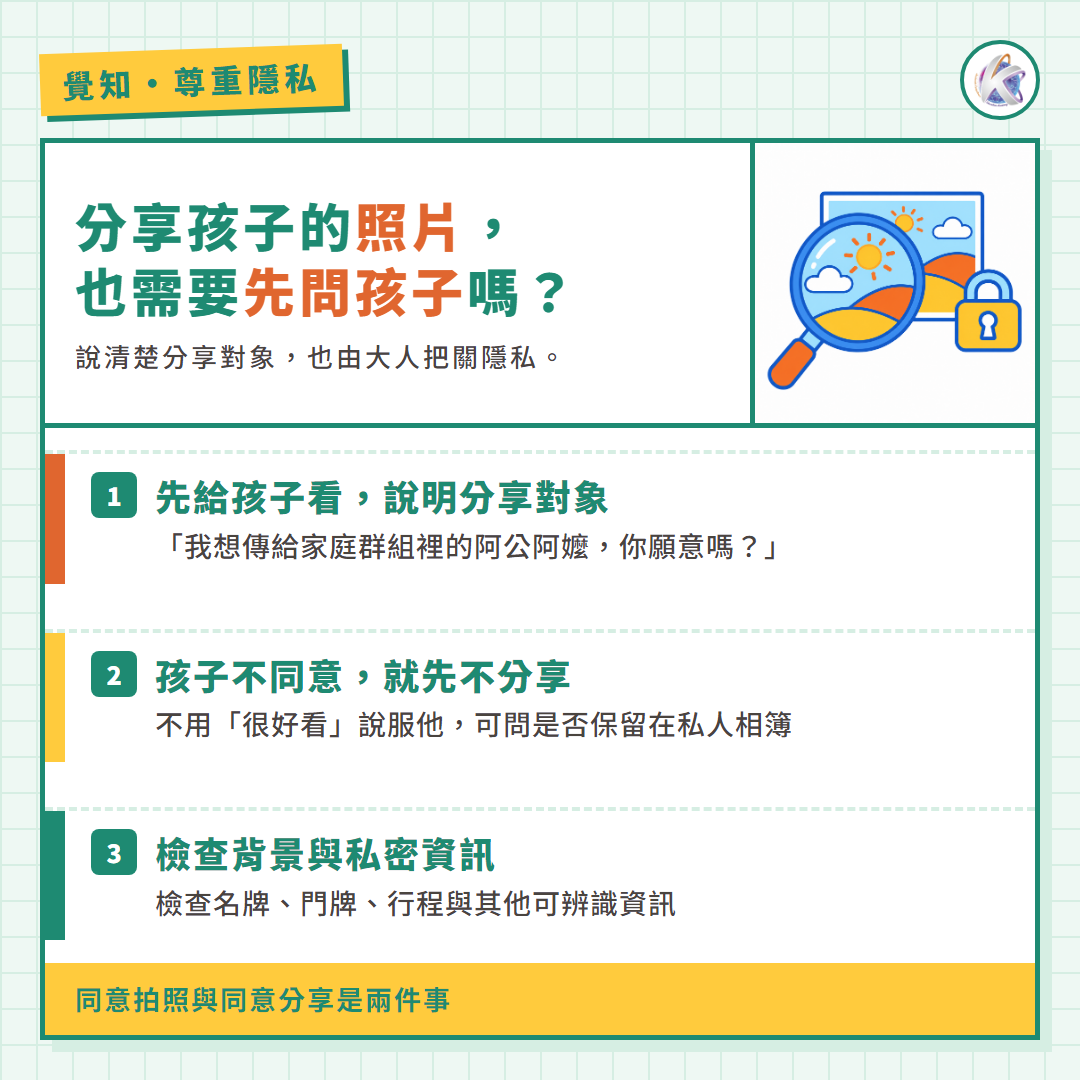 覺知・尊重隱私
分享孩子的照片，
也需要先問孩子嗎？
說清楚分享對象，也由大人把關隱私。
1 先給孩子看，說明分享對象
「我想傳給家庭群組裡的阿公阿嬤，你願意嗎？」
2 孩子不同意，就先不分享
不用「很好看」說服他，可問是否保留在私人相簿
3 檢查背景與私密資訊
檢查名牌、門牌、行程與其他可辨識資訊
同意拍照與同意分享是兩件事